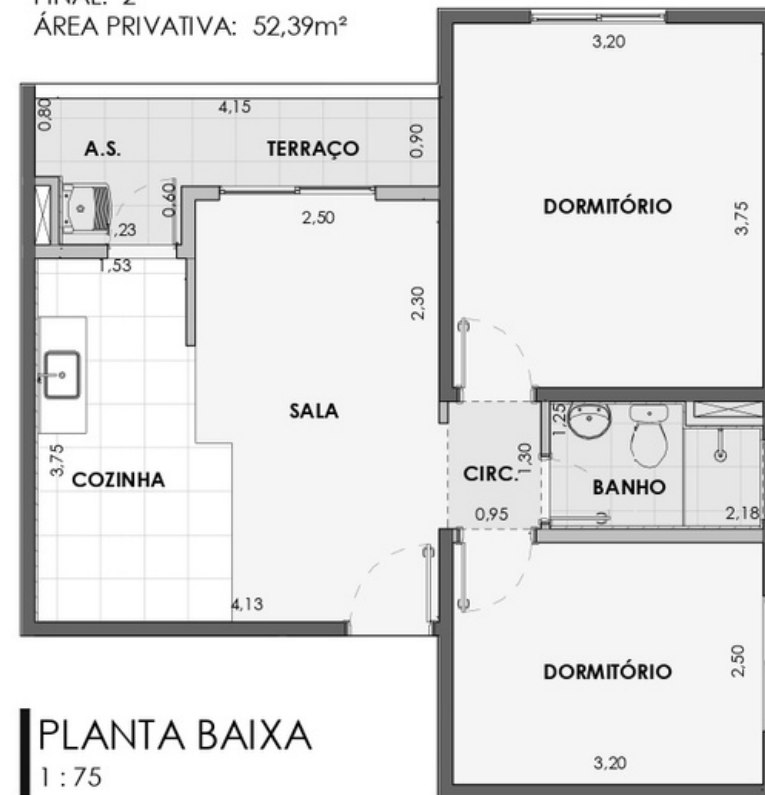 FINAL: 2
ÁREA PRIVATIVA: 52,39m²
3,20
0,80
4,15
A.S.
TERRAÇO
0,90
DORMITÓRIO
3,75
0,60
,23
2,50
1,53
2,30
SALA
1,25
3,75
COZINHA
CIRC.
1,30
BANHO
0,95
2,18
4,13
DORMITÓRIO
2,50
3,20
PLANTA BAIXA
1 : 75